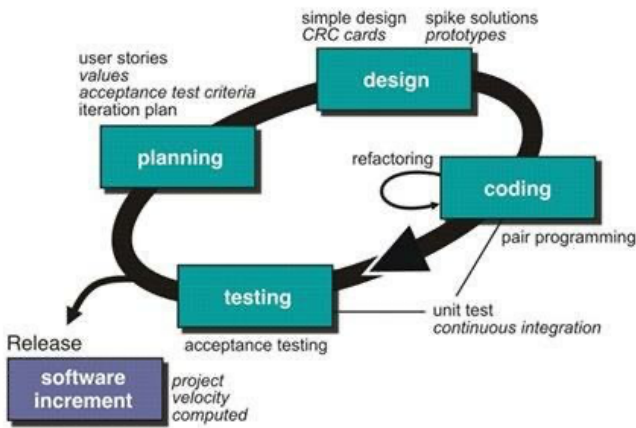 simple design
CRC cards
spike solutions
prototypes
design
user stories
values
acceptance test criteria
iteration plan
planning
refactoring
coding
pair programming
testing
unit test
continuous integration
acceptance testing
Release
software
increment
project
velocity
computed